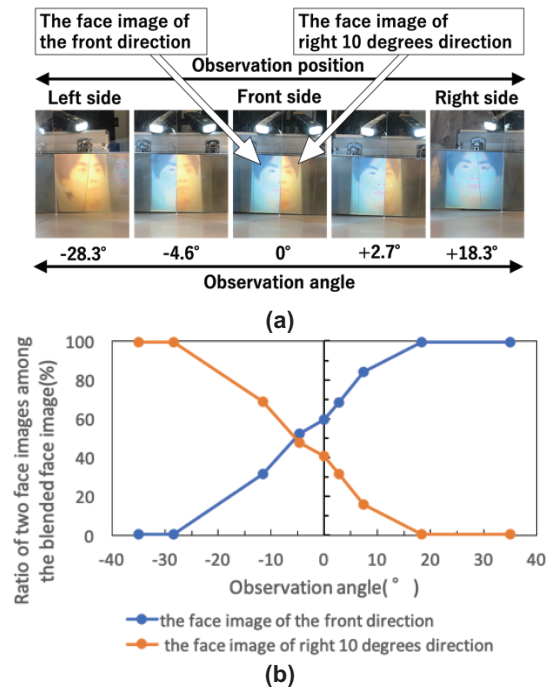 The face image of
the front direction
The face image of
right 10 degrees direction
Observation position
Left side
Front side
Right side
-28.3°
-4.6°
0°
+2.7°
+18.3°
Observation angle
(a)
100
80
60
40
20
0
Ratio of two face images among
the blended face image(%)
-40
-30
-20
-10
0
10
20
30
40
Observation angle(°)
the face image of the front direction
the face image of right 10 degrees direction
(b)